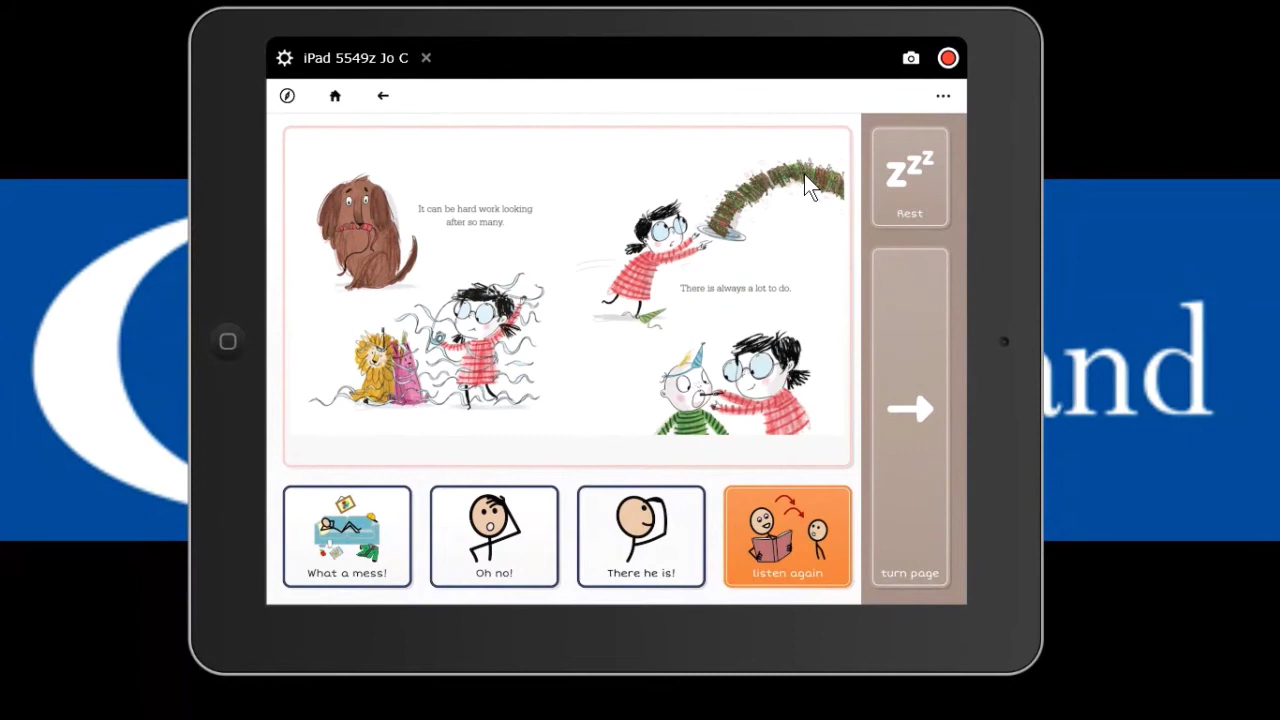 iPad 5549z Jo C
It can be hard work looking
after so many.
There is always a lot to do.
zzz
Rest
turn page
What a mess!
Oh no!
There he is!
listen again
and